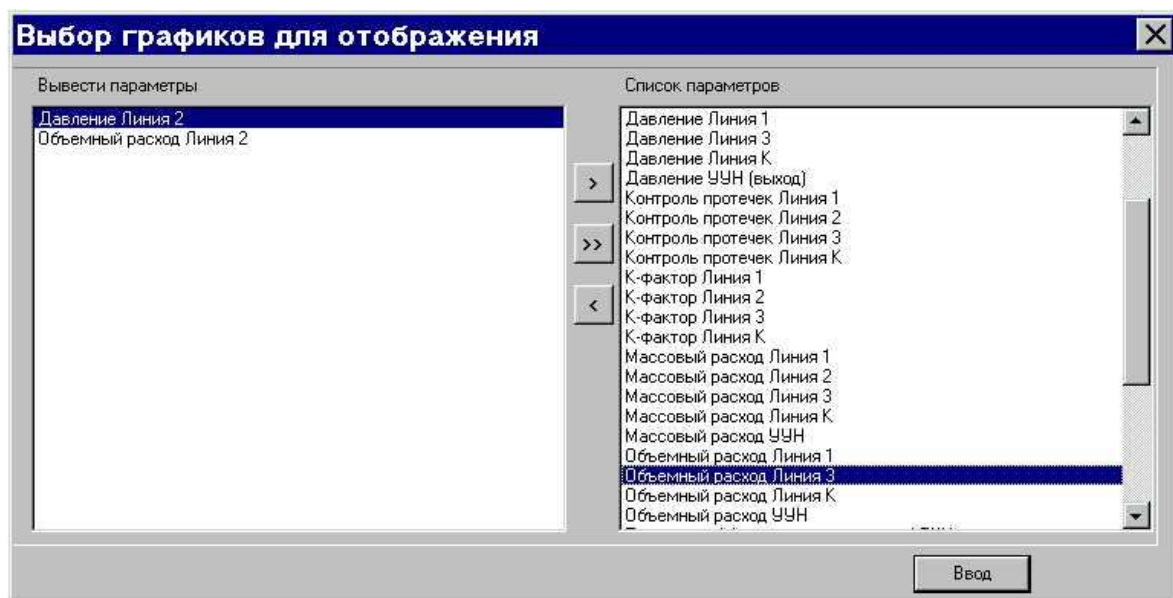 Выбор графиков для отображения
Вывести параметры
Давление Линия 2
Объемный расход Линия 2
>
>>
<
Список параметров
Давление Линия 1
Давление Линия 3
Давление Линия К
Давление УУН (выход)
Контроль протечек Линия 1
Контроль протечек Линия 2
Контроль протечек Линия 3
Контроль протечек Линия К
К-фактор Линия 1
К-фактор Линия 2
К-фактор Линия 3
К-фактор Линия К
Массовый расход Линия 1
Массовый расход Линия 2
Массовый расход Линия 3
Массовый расход Линия К
Массовый расход УУН
Объемный расход Линия 1
Объемный расход Линия 3
Объемный расход Линия К
Объемный расход УУН
Ввод